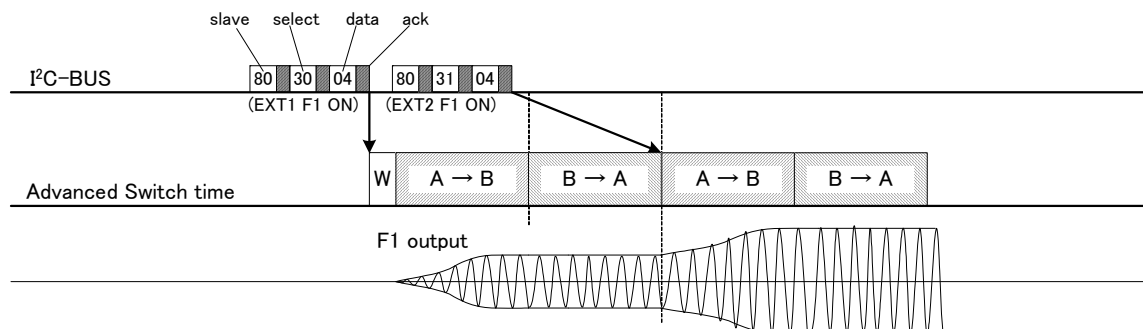 slave select data ack
I²C-BUS 80 30 04 80 31 04
(EXT1 F1 ON) (EXT2 F1 ON)
W A → B B → A A → B B → A
Advanced Switch time
F1 output